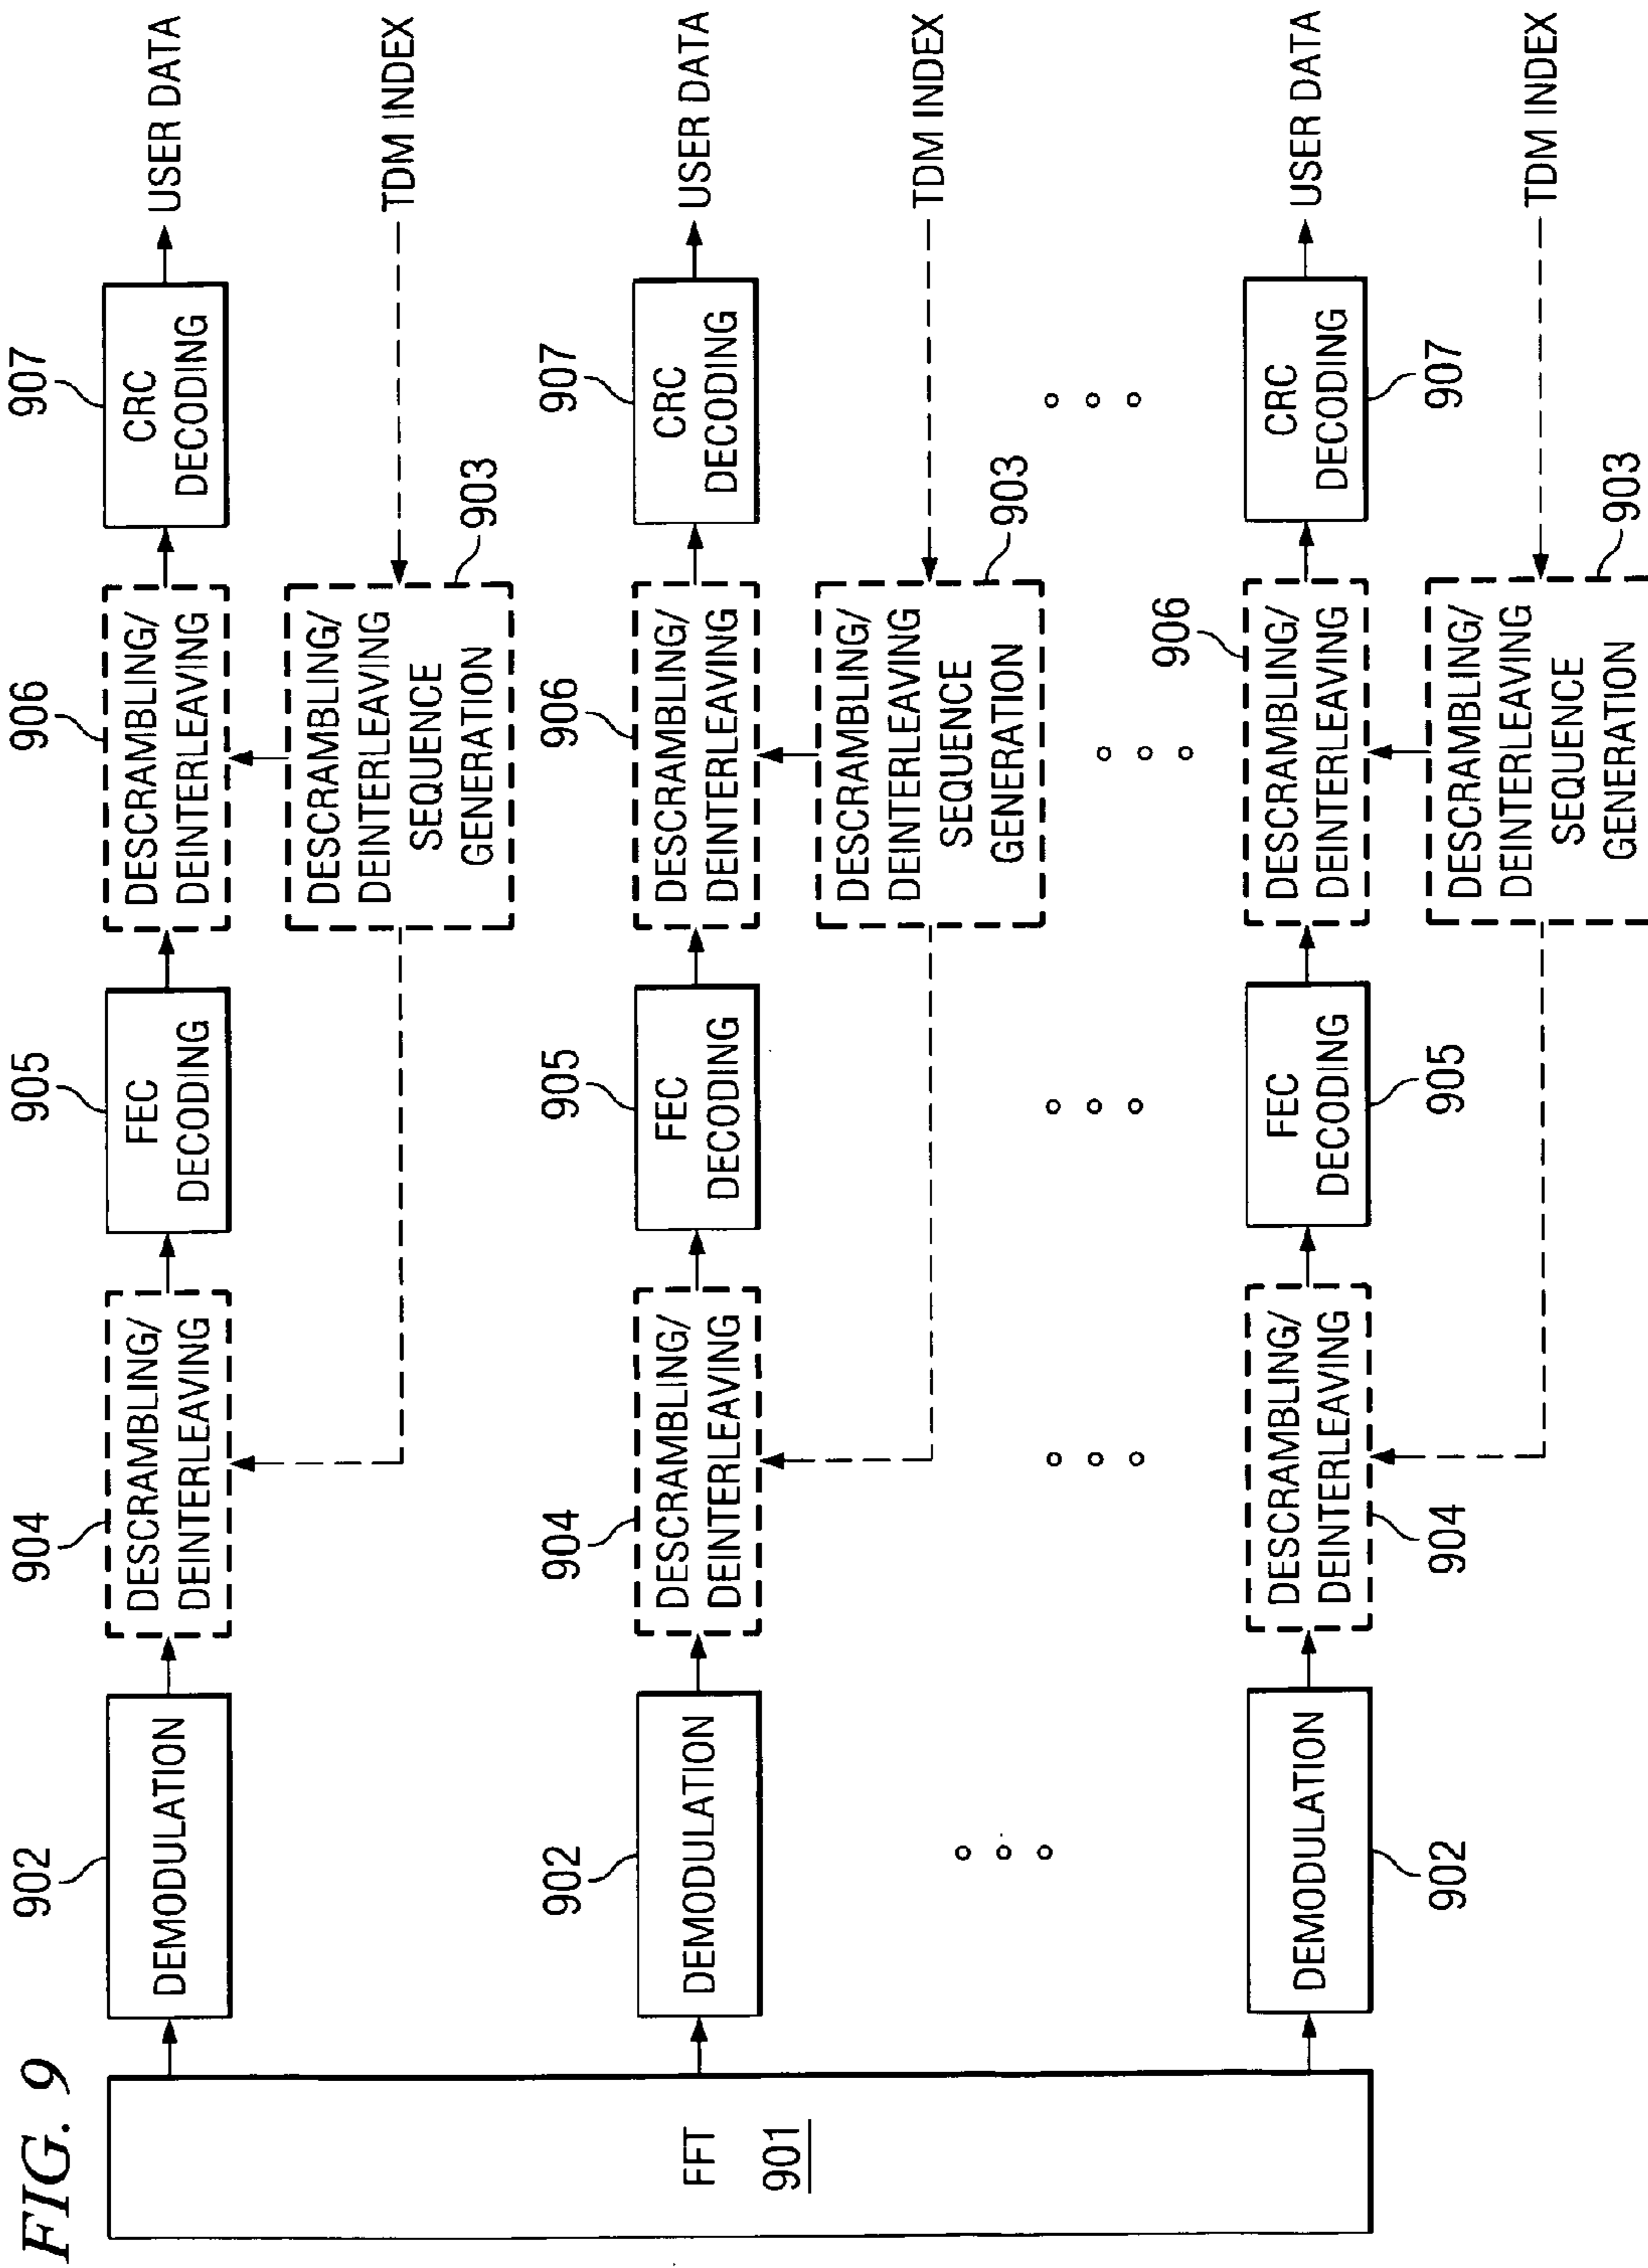 FIG. 9
FFT
901
902
DEMODULATION
904
DESCRAMBLING/
DEINTERLEAVING
905
FEC
DECODING
906
DESCRAMBLING/
DEINTERLEAVING
907
CRC
DECODING
USER DATA
DESCRAMBLING/
DEINTERLEAVING
SEQUENCE
GENERATION
903
TDM INDEX
902
DEMODULATION
904
DESCRAMBLING/
DEINTERLEAVING
905
FEC
DECODING
906
DESCRAMBLING/
DEINTERLEAVING
907
CRC
DECODING
USER DATA
DESCRAMBLING/
DEINTERLEAVING
SEQUENCE
GENERATION
903
TDM INDEX
DEMODULATION
902
DESCRAMBLING/
DEINTERLEAVING
904
FEC
DECODING
905
906
DESCRAMBLING/
DEINTERLEAVING
CRC
DECODING
907
USER DATA
DESCRAMBLING/
DEINTERLEAVING
SEQUENCE
GENERATION
903
TDM INDEX